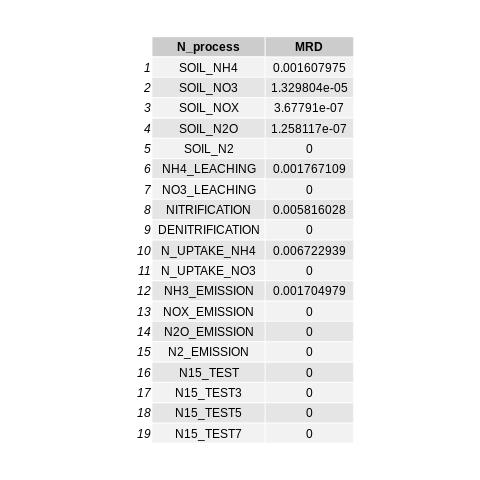 N_process MRD
1 SOIL_NH4 0.001607975
2 SOIL_NO3 1.329804e-05
3 SOIL_NOX 3.67791e-07
4 SOIL_N2O 1.258117e-07
5 SOIL_N2 0
6 NH4_LEACHING 0.001767109
7 NO3_LEACHING 0
8 NITRIFICATION 0.005816028
9 DENITRIFICATION 0
10 N_UPTAKE_NH4 0.006722939
11 N_UPTAKE_NO3 0
12 NH3_EMISSION 0.001704979
13 NOX_EMISSION 0
14 N2O_EMISSION 0
15 N2_EMISSION 0
16 N15_TEST 0
17 N15_TEST3 0
18 N15_TEST5 0
19 N15_TEST7 0